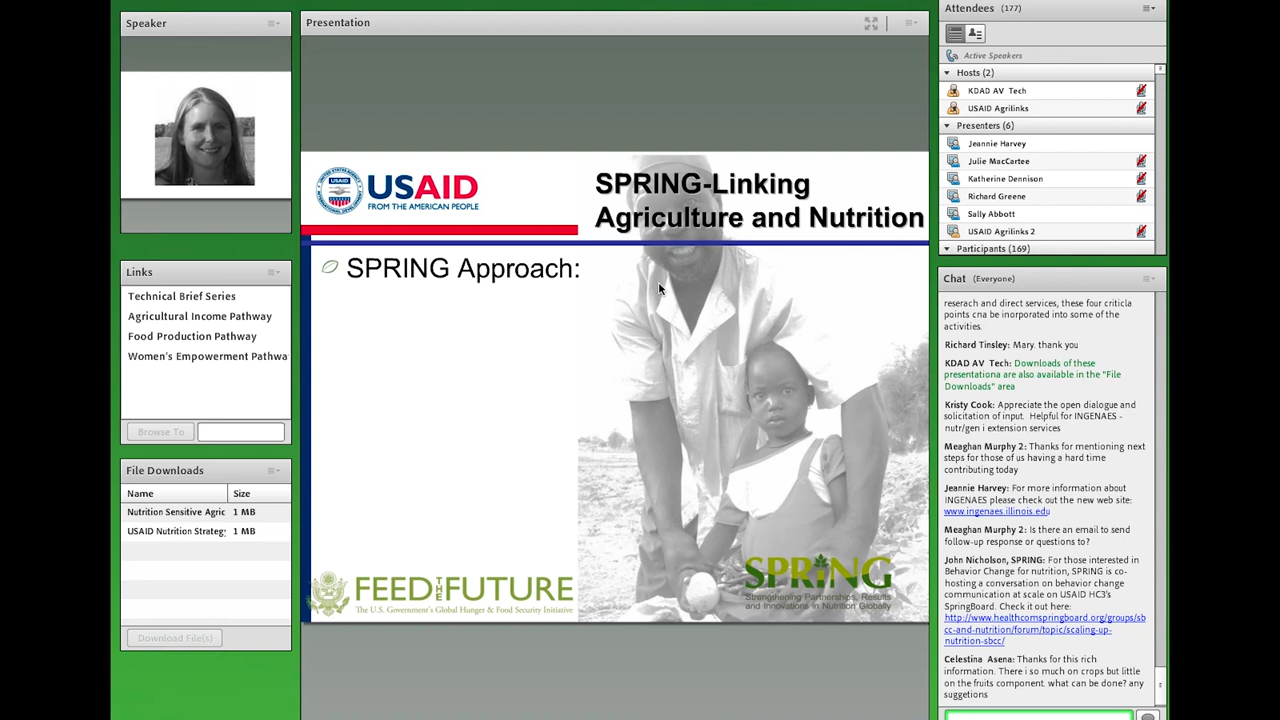 Speaker
Links
Technical Brief Series
Agricultural Income Pathway
Food Production Pathway
Women's Empowerment Pathwa
Browse To
File Downloads
Name Size
Nutrition Sensitive Agric 1 MB
USAID Nutrition Strateg 1 MB
Download File(s)
Presentation
USAID
FROM THE AMERICAN PEOPLE
SPRING-Linking
Agriculture and Nutrition
SPRING Approach:
FEED THE FUTURE
The U.S. Government's Global Hunger & Food Security Initiative
SPRING
Strengthening Partnerships, Results
and Innovations in Nutrition Globally
Attendees (177)
Active Speakers
Hosts (2)
KDAD AV Tech
USAID Agrilinks
Presenters (6)
Jeannie Harvey
Julie MacCartee
Katherine Dennison
Richard Greene
Sally Abbott
USAID Agrilinks 2
Participants (169)
Chat (Everyone)
reserach and direct services, these four criticla
points cna be inorporated into some of the
activities.
Richard Tinsley: Mary. thank you
KDAD AV Tech: Downloads of these
presentationa are also available in the "File
Downloads" area
Kristy Cook: Appreciate the open dialogue and
solicitation of input. Helpful for INGENAES -
nutr/gen i extension services
Meaghan Murphy 2: Thanks for mentioning next
steps for those of us having a hard time
contributing today
Jeannie Harvey: For more information about
INGENAES please check out the new web site:
www.ingenaes.illinois.edu
Meaghan Murphy 2: Is there an email to send
follow-up response or questions to?
John Nicholson, SPRING: For those interested in
Behavior Change for nutrition, SPRING is co-
hosting a conversation on behavior change
communication at scale on USAID HC3's
SpringBoard. Check it out here:
http://www.healthcomspringboard.org/groups/sb
cc-and-nutrition/forum/topic/scaling-up-
nutrition-sbcc/
Celestina Asena: Thanks for this rich
information. There i so much on crops but little
on the fruits component. what can be done? any
suggetions